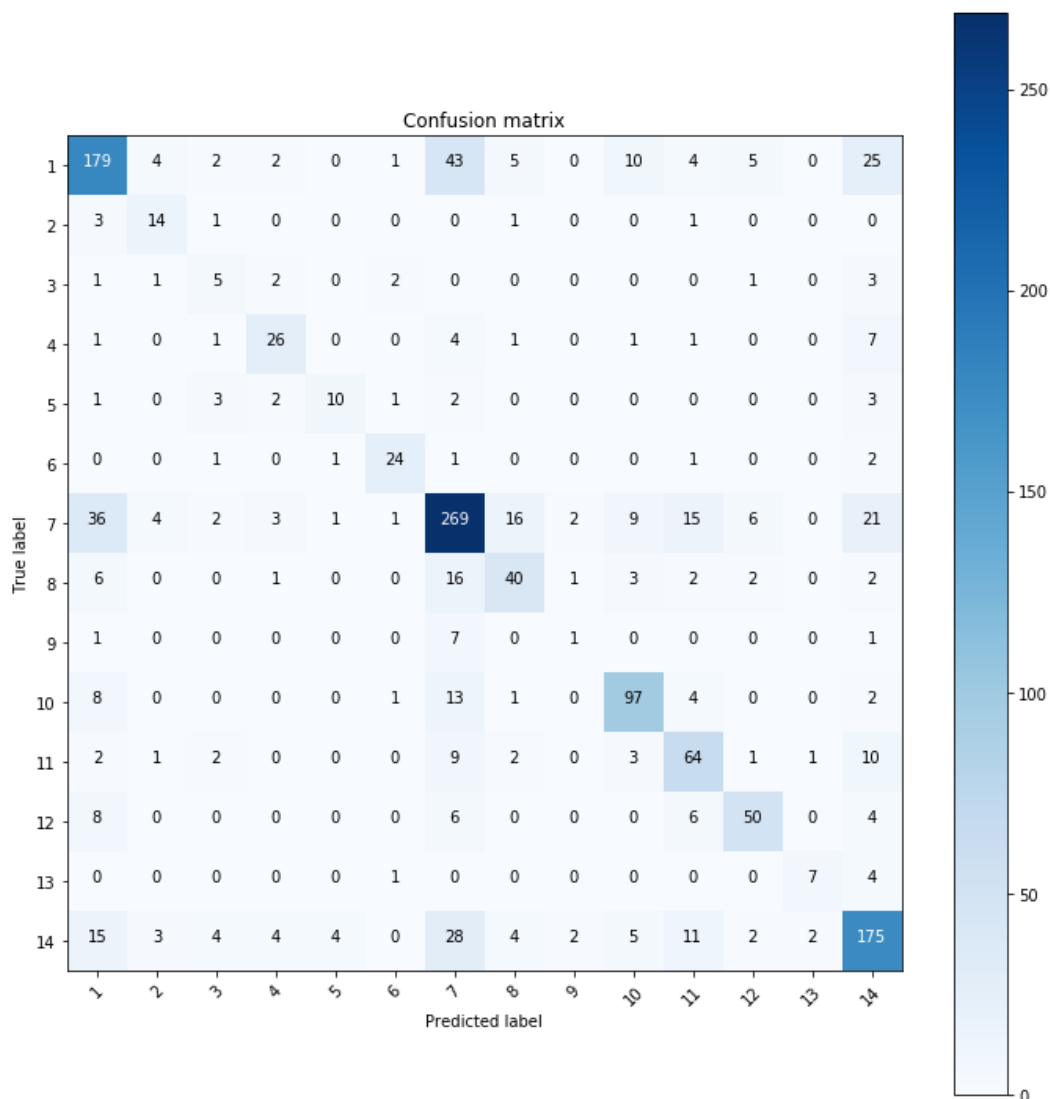 Confusion matrix
True label
1 179 4 2 2 0 1 43 5 0 10 4 5 0 25
2 3 14 1 0 0 0 0 1 0 0 1 0 0 0
3 1 1 5 2 0 2 0 0 0 0 0 1 0 3
4 1 0 1 26 0 0 4 1 0 1 1 0 0 7
5 1 0 3 2 10 1 2 0 0 0 0 0 0 3
6 0 0 1 0 1 24 1 0 0 0 1 0 0 2
7 36 4 2 3 1 1 269 16 2 9 15 6 0 21
8 6 0 0 1 0 0 16 40 1 3 2 2 0 2
9 1 0 0 0 0 0 7 0 1 0 0 0 0 1
10 8 0 0 0 0 1 13 1 0 97 4 0 0 2
11 2 1 2 0 0 0 9 2 0 3 64 1 1 10
12 8 0 0 0 0 0 6 0 0 0 6 50 0 4
13 0 0 0 0 0 1 0 0 0 0 0 0 7 4
14 15 3 4 4 4 0 28 4 2 5 11 2 2 175
1 2 3 4 5 6 7 8 9 10 11 12 13 14
Predicted label
250
200
150
100
50
0